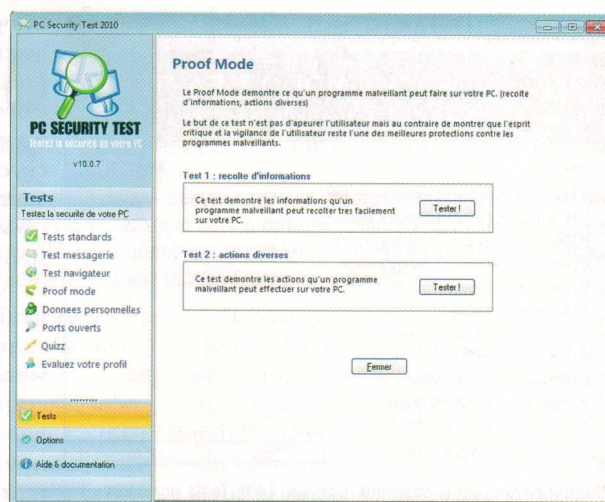 PC Security Test 2010
PC SECURITY TEST
Testez la securite de votre PC
v10.0.7
Tests
Testez la securite de votre PC
Tests standards
Test messagerie
Test navigateur
Proof mode
Donnees personnelles
Ports ouverts
Quizz
Evaluez votre profil
Tests
Options
Aide & documentation
Proof Mode
Le Proof Mode demontre ce qu'un programme malveillant peut faire sur votre PC. (recolte
d'informations, actions diverses)
Le but de ce test n'est pas d'apeurer l'utilisateur mais au contraire de montrer que l'esprit
critique et la vigilance de l'utilisateur reste l'une des meilleures protections contre les
programmes malveillants.
Test 1 : recolte d'informations
Ce test demontre les informations qu'un
programme malveillant peut recolter tres facilement
sur votre PC.
Tester !
Test 2 : actions diverses
Ce test demontre les actions qu'un programme
malveillant peut effectuer sur votre PC.
Tester !
Fermer